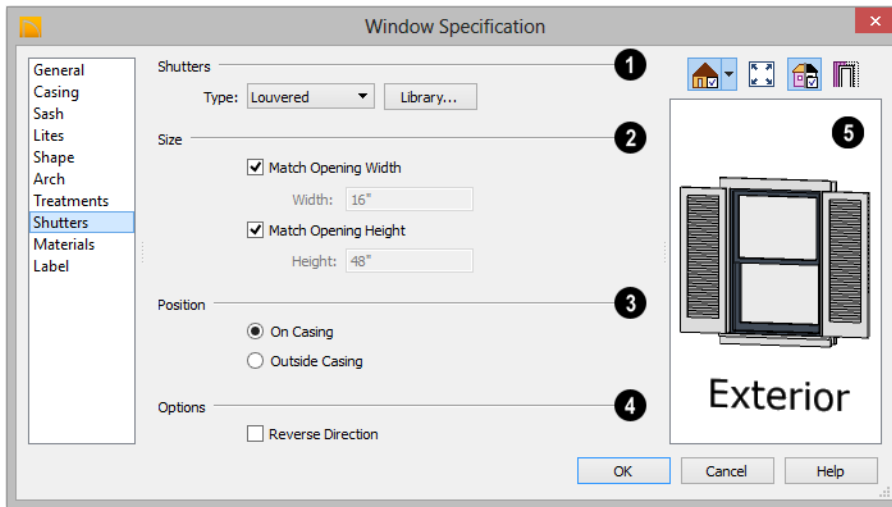 Window Specification
General
Casing
Sash
Lites
Shape
Arch
Treatments
Shutters
Materials
Label
Shutters 1
Type: Louvered Library...
Size 2
Match Opening Width
Width: 16"
Match Opening Height
Height: 48"
Position 3
On Casing
Outside Casing
Options 4
Reverse Direction
5
Exterior
OK Cancel Help